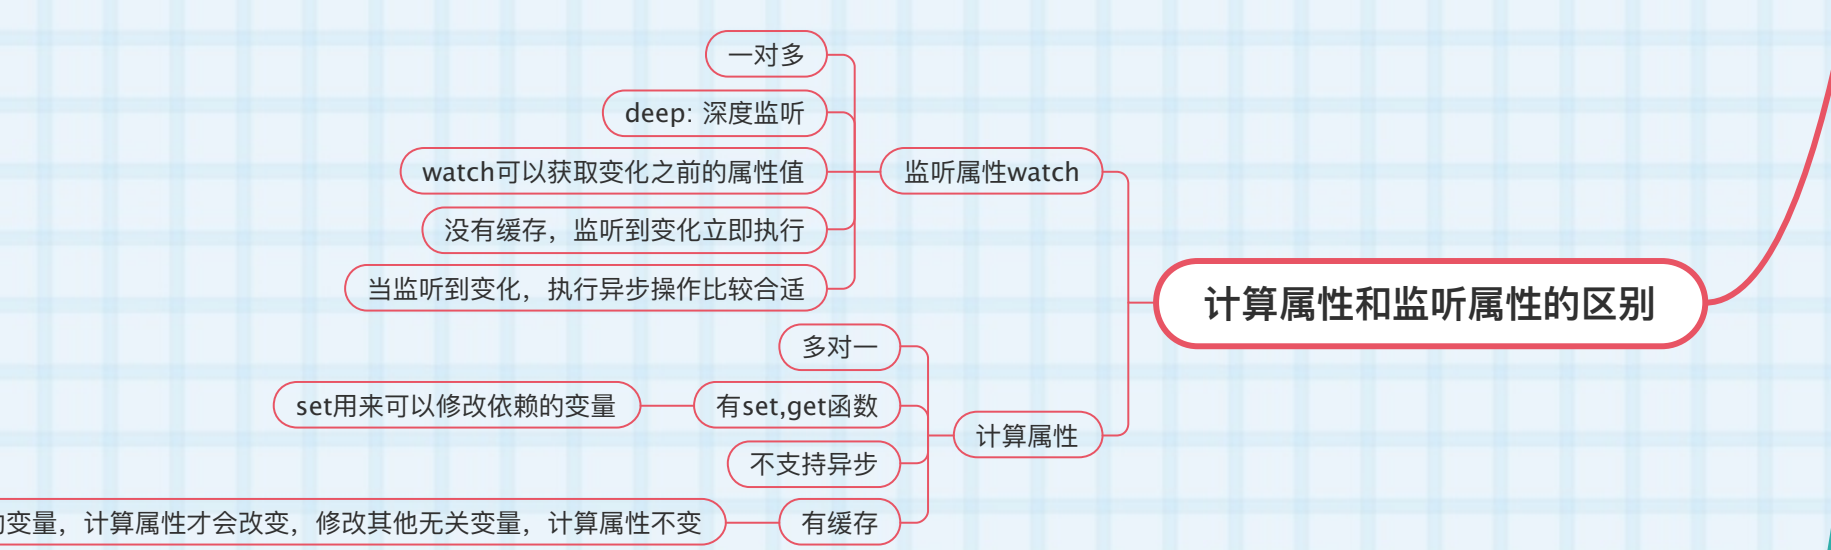 计算属性和监听属性的区别
监听属性watch
一对多
deep: 深度监听
watch可以获取变化之前的属性值
没有缓存，监听到变化立即执行
当监听到变化，执行异步操作比较合适
计算属性
多对一
有set,get函数
set用来可以修改依赖的变量
不支持异步
有缓存
变量，计算属性才会改变，修改其他无关变量，计算属性不变